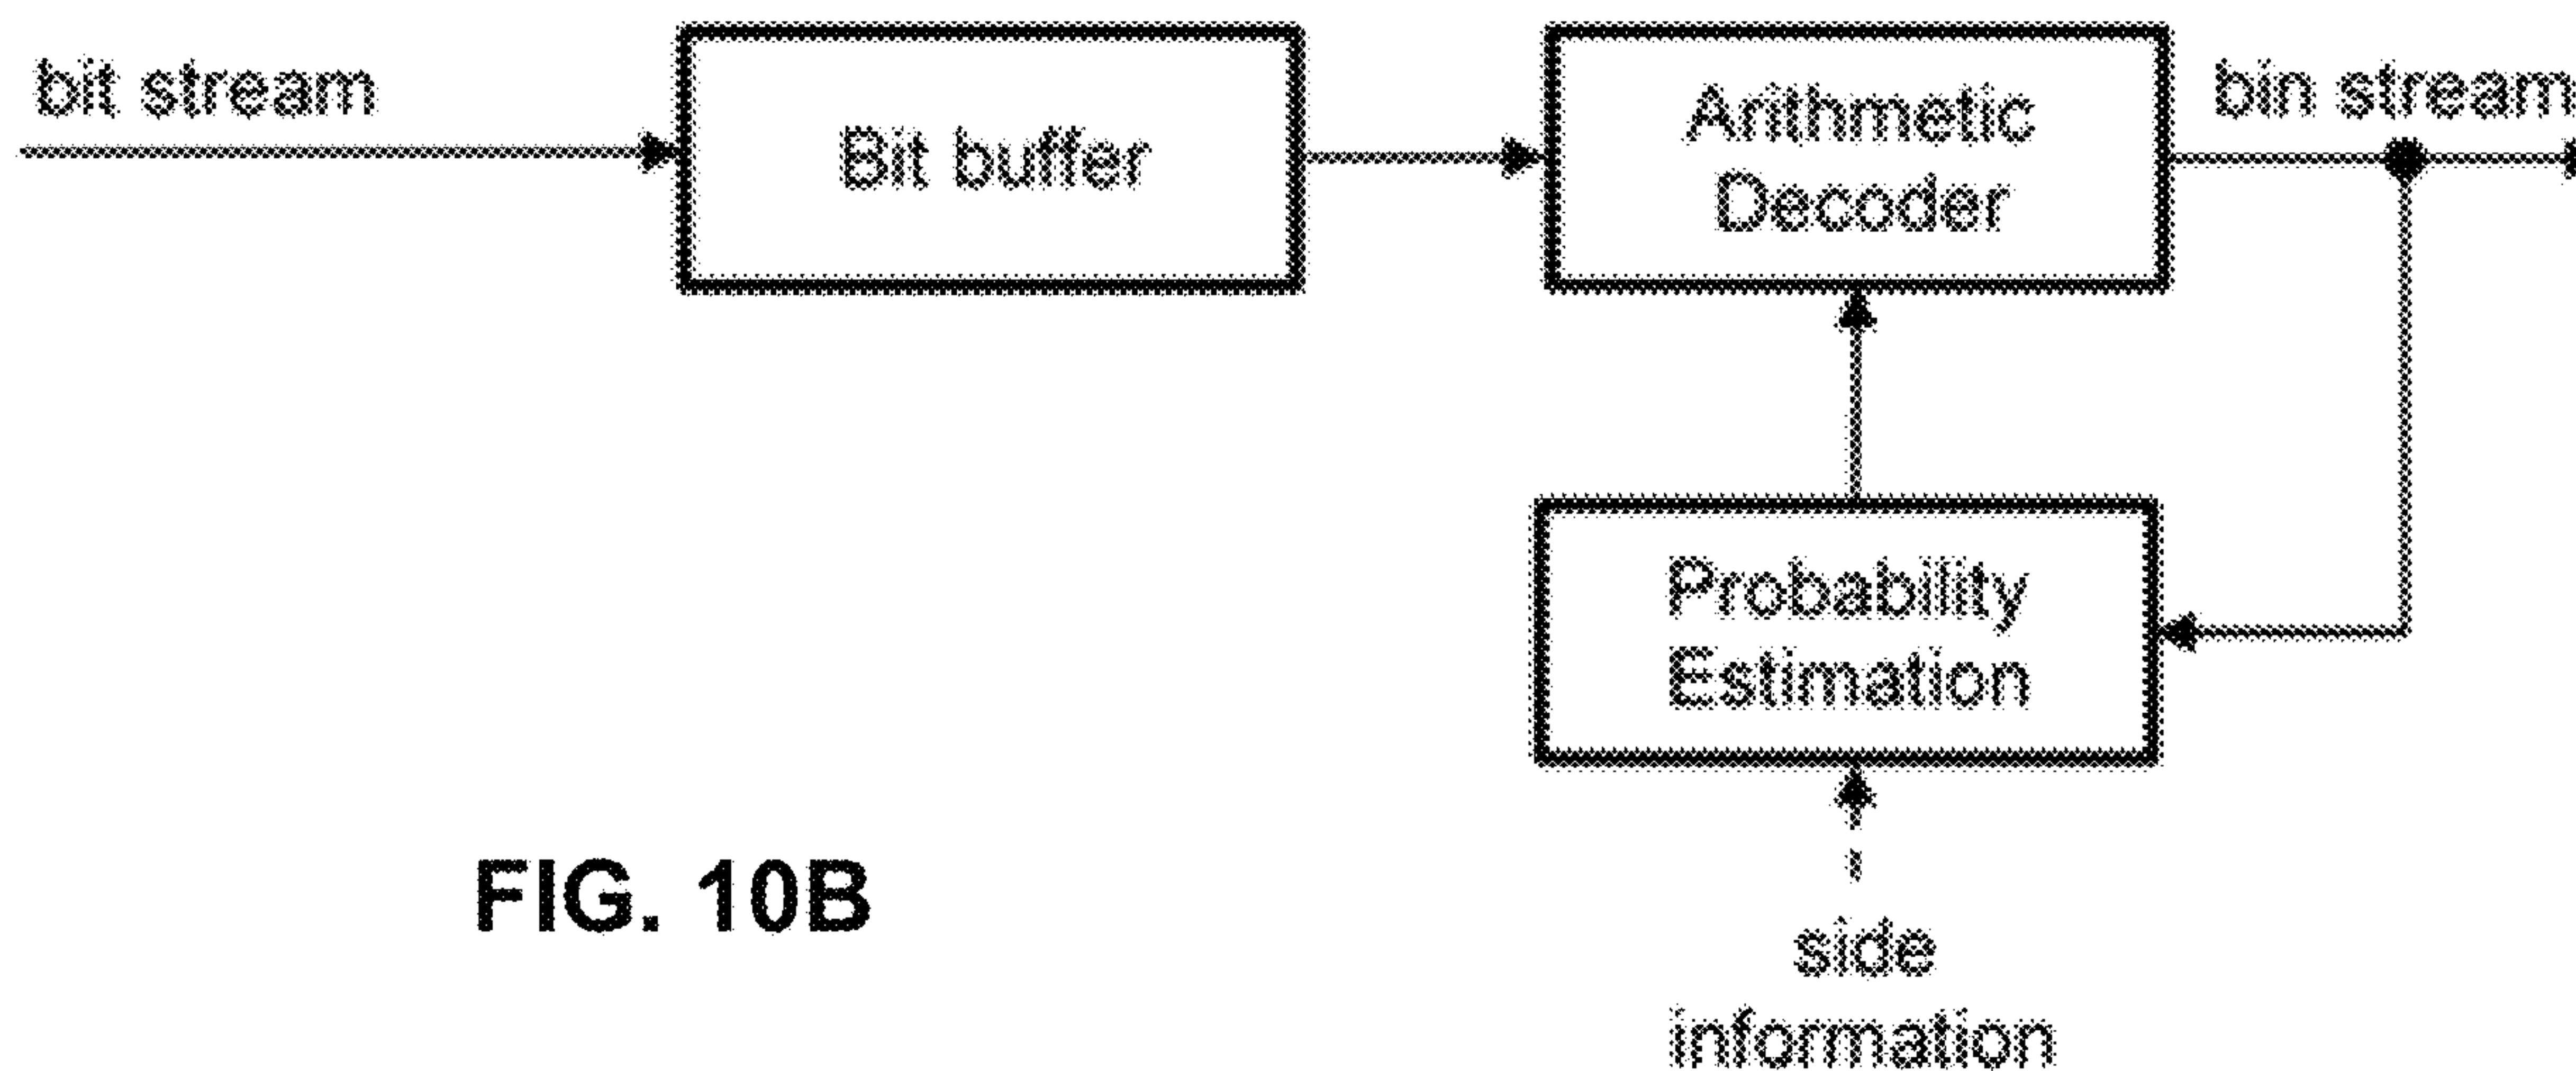 bit stream
Bit buffer
Arithmetic
Decoder
bin stream
Probability
Estimation
side
information
FIG. 10B